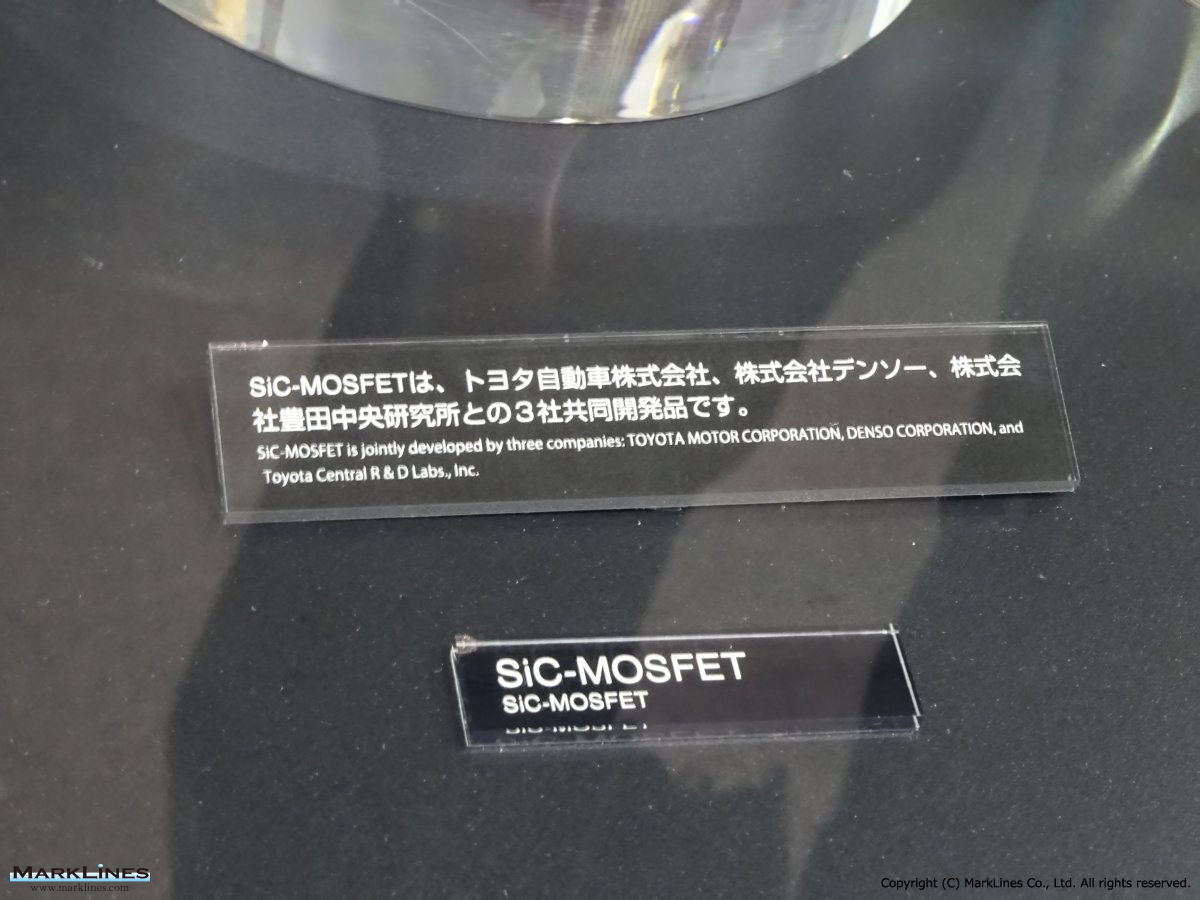 SiC-MOSFETは、トヨタ自動車株式会社、株式会社デンソー、株式会
社豊田中央研究所との３社共同開発品です。
SiC-MOSFET is jointly developed by three companies: TOYOTA MOTOR CORPORATION, DENSO CORPORATION, and
Toyota Central R & D Labs., Inc.
SiC-MOSFET
SiC-MOSFET
MARKLINES
www.marklines.com
Copyright (C) MarkLines Co., Ltd. All rights reserved.